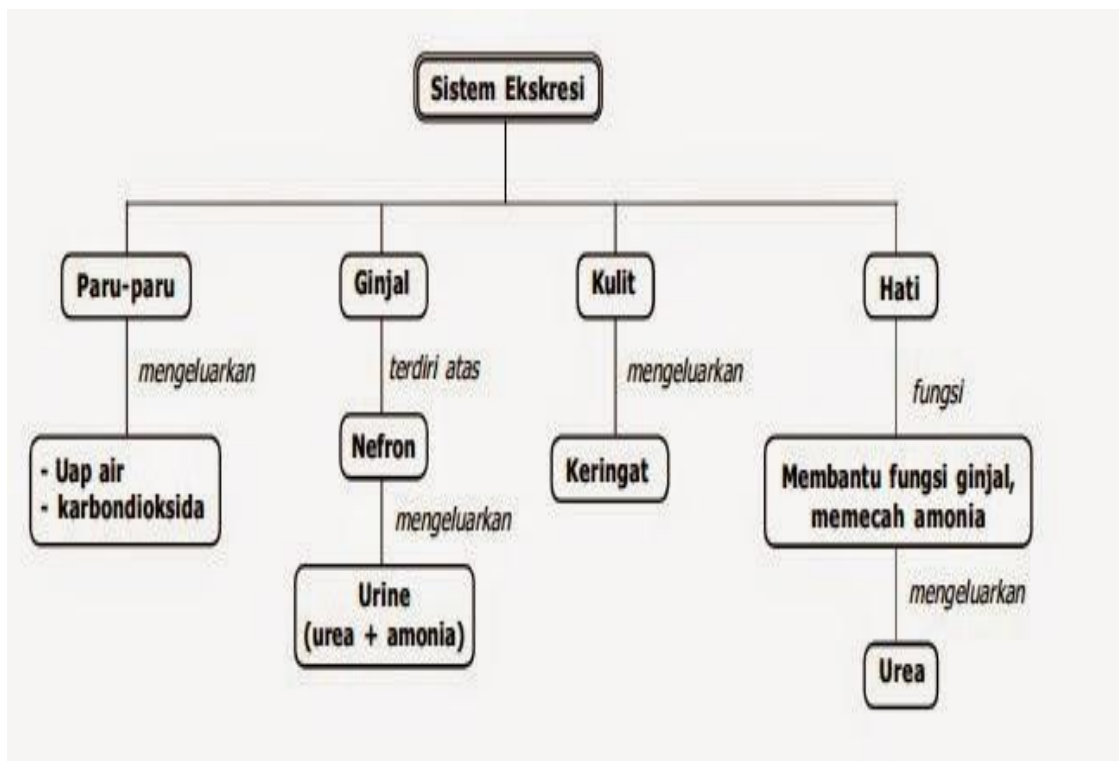 Sistem Ekskresi
Paru-paru
Ginjal
Kulit
Hati
mengeluarkan
terdiri atas
mengeluarkan
fungsi
- Uap air
- karbondioksida
Nefron
Keringat
Membantu fungsi ginjal,
memecah amonia
mengeluarkan
mengeluarkan
Urine
(urea + amonia)
Urea